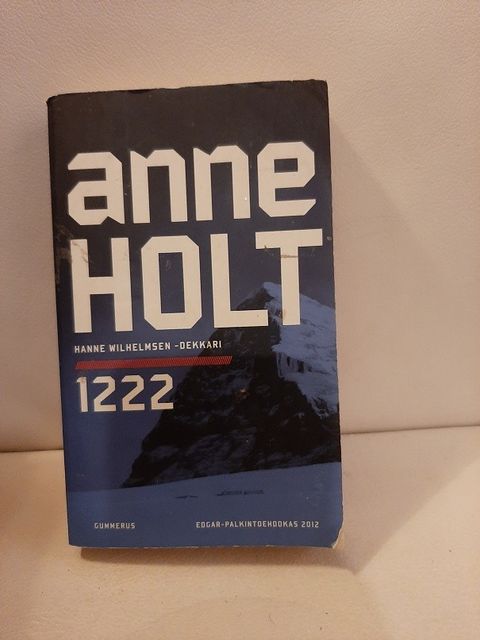 anne
HOLT
HANNE WILHELMSEN -DEKKARI
1222
GUMMERUS
EDGAR-PALKINTOEHDOKAS 2012